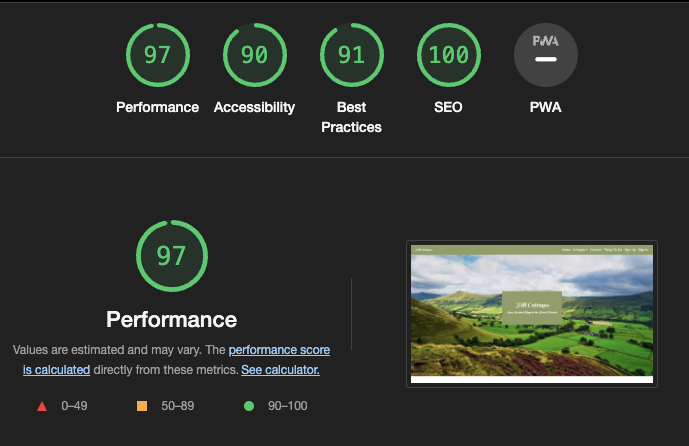 97
90
91
100
PWA
Performance
Accessibility
Best
Practices
SEO
PWA
97
Performance
Values are estimated and may vary. The performance score
is calculated directly from these metrics. See calculator.
0–49
50–89
90–100
Hill Cottages